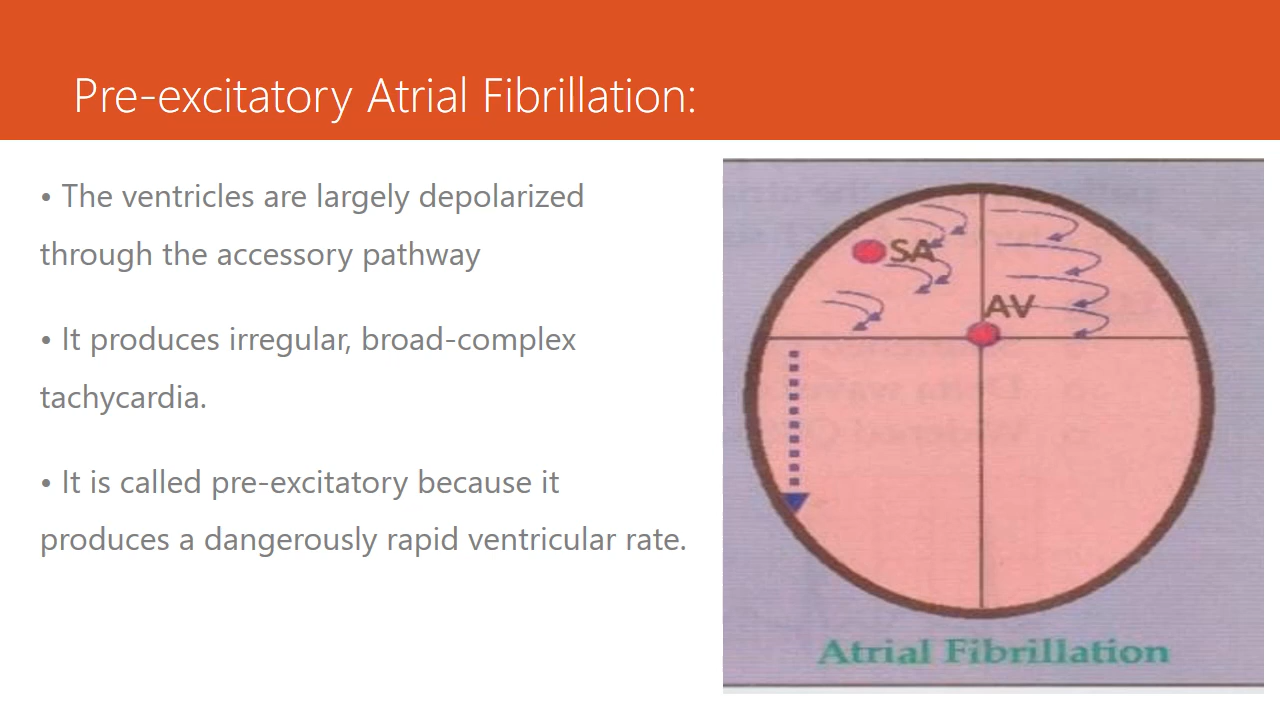 Pre-excitatory Atrial Fibrillation:
• The ventricles are largely depolarized
through the accessory pathway
• It produces irregular, broad-complex
tachycardia.
• It is called pre-excitatory because it
produces a dangerously rapid ventricular rate.
SA
AV
Atrial Fibrillation